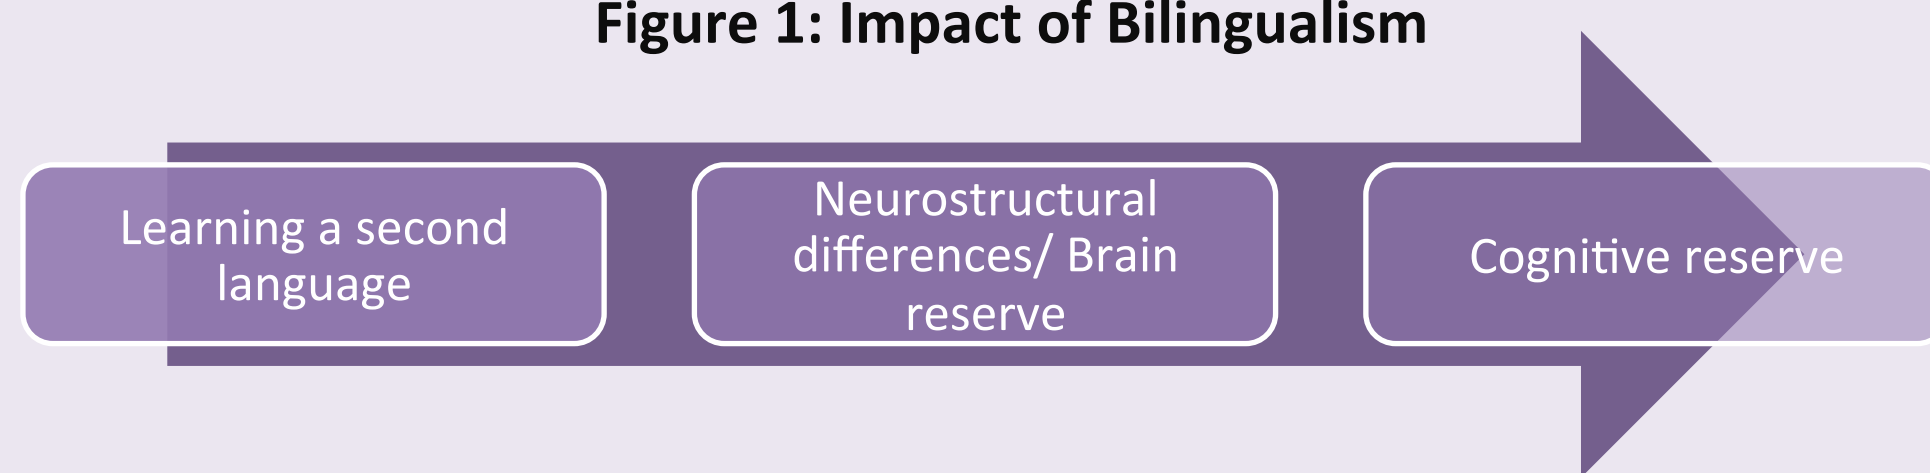 Figure 1: Impact of Bilingualism
Learning a second
language
Neurostructural
differences/ Brain
reserve
Cognitive reserve